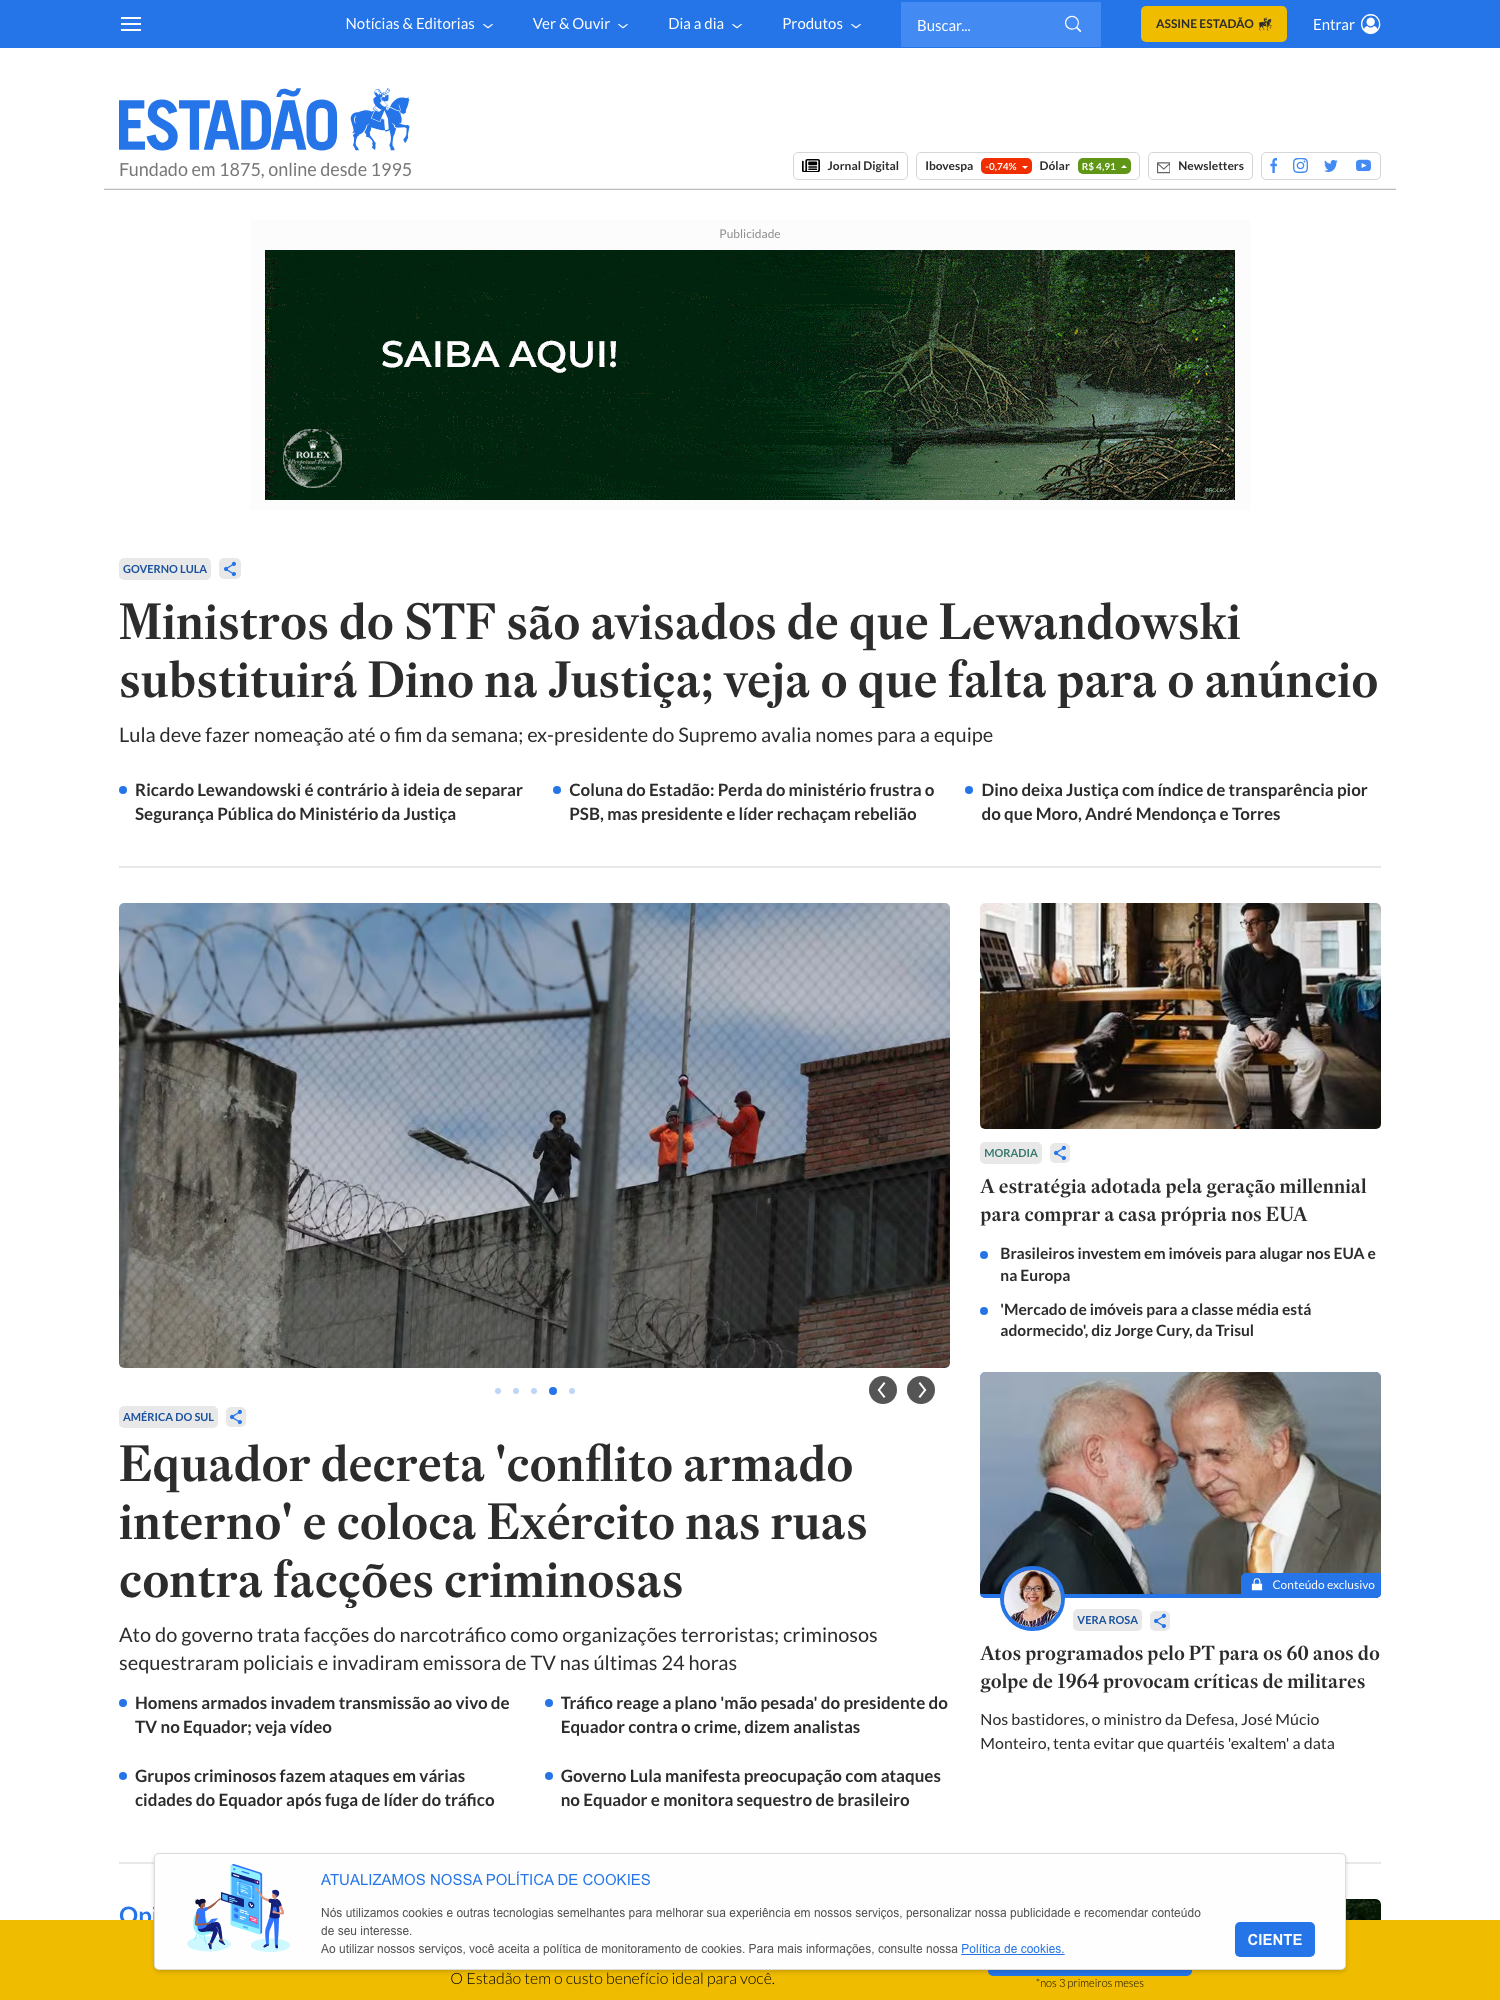 Notícias & Editorias
Ver & Ouvir
Dia a dia
Produtos
Buscar...
ASSINE ESTADÃO
Entrar
ESTADÃO
Fundado em 1875, online desde 1995
Jornal Digital
Ibovespa -0,74% Dólar R$ 4,91
Newsletters
Publicidade
SAIBA AQUI!
ROLEX
Perpetual Planet
Initiative
©ROLEX
GOVERNO LULA
Ministros do STF são avisados de que Lewandowski
substituirá Dino na Justiça; veja o que falta para o anúncio
Lula deve fazer nomeação até o fim da semana; ex-presidente do Supremo avalia nomes para a equipe
Ricardo Lewandowski é contrário à ideia de separar
Segurança Pública do Ministério da Justiça
Coluna do Estadão: Perda do ministério frustra o
PSB, mas presidente e líder rechaçam rebelião
Dino deixa Justiça com índice de transparência pior
do que Moro, André Mendonça e Torres
AMÉRICA DO SUL
Equador decreta 'conflito armado
interno' e coloca Exército nas ruas
contra facções criminosas
Ato do governo trata facções do narcotráfico como organizações terroristas; criminosos
sequestraram policiais e invadiram emissora de TV nas últimas 24 horas
Homens armados invadem transmissão ao vivo de
TV no Equador; veja vídeo
Tráfico reage a plano 'mão pesada' do presidente do
Equador contra o crime, dizem analistas
Grupos criminosos fazem ataques em várias
cidades do Equador após fuga de líder do tráfico
Governo Lula manifesta preocupação com ataques
no Equador e monitora sequestro de brasileiro
MORADIA
A estratégia adotada pela geração millennial
para comprar a casa própria nos EUA
Brasileiros investem em imóveis para alugar nos EUA e
na Europa
'Mercado de imóveis para a classe média está
adormecido', diz Jorge Cury, da Trisul
Conteúdo exclusivo
VERA ROSA
Atos programados pelo PT para os 60 anos do
golpe de 1964 provocam críticas de militares
Nos bastidores, o ministro da Defesa, José Múcio
Monteiro, tenta evitar que quartéis 'exaltem' a data
ATUALIZAMOS NOSSA POLÍTICA DE COOKIES
Nós utilizamos cookies e outras tecnologias semelhantes para melhorar sua experiência em nossos serviços, personalizar nossa publicidade e recomendar conteúdo
de seu interesse.
Ao utilizar nossos serviços, você aceita a política de monitoramento de cookies. Para mais informações, consulte nossa Política de cookies.
CIENTE
O Estadão tem o custo benefício ideal para você.
*nos 3 primeiros meses